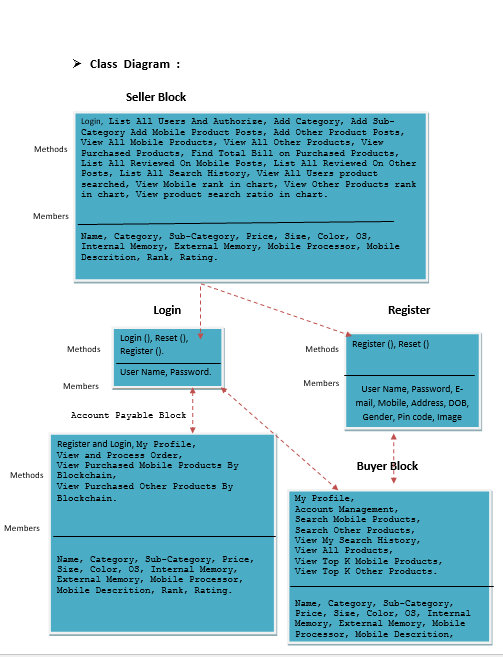 ➢ Class Diagram :
Seller Block
Login, List All Users And Authorize, Add Category, Add Sub-
Category Add Mobile Product Posts, Add Other Product Posts,
View All Mobile Products, View All Other Products, View
Purchased Products, Find Total Bill on Purchased Products,
List All Reviewed On Mobile Posts, List All Reviewed On Other
Posts, List All Search History, View All Users product
searched, View Mobile rank in chart, View Other Products rank
in chart, View product search ratio in chart.
Methods
Members
Name, Category, Sub-Category, Price, Size, Color, OS,
Internal Memory, External Memory, Mobile Processor, Mobile
Descrition, Rank, Rating.
Login
Methods
Login (), Reset (),
Register ().
Members
User Name, Password.
Register
Methods
Register (), Reset ()
Members
User Name, Password, E-
mail, Mobile, Address, DOB,
Gender, Pin code, Image
Account Payable Block
Methods
Register and Login, My Profile,
View and Process Order,
View Purchased Mobile Products By
Blockchain,
View Purchased Other Products By
Blockchain.
Members
Name, Category, Sub-Category, Price,
Size, Color, OS, Internal Memory,
External Memory, Mobile Processor,
Mobile Descrition, Rank, Rating.
Buyer Block
My Profile,
Account Management,
Search Mobile Products,
Search Other Products,
View My Search History,
View All Products,
View Top K Mobile Products,
View Top K Other Products.
Name, Category, Sub-Category,
Price, Size, Color, OS, Internal
Memory, External Memory, Mobile
Processor, Mobile Descrition,